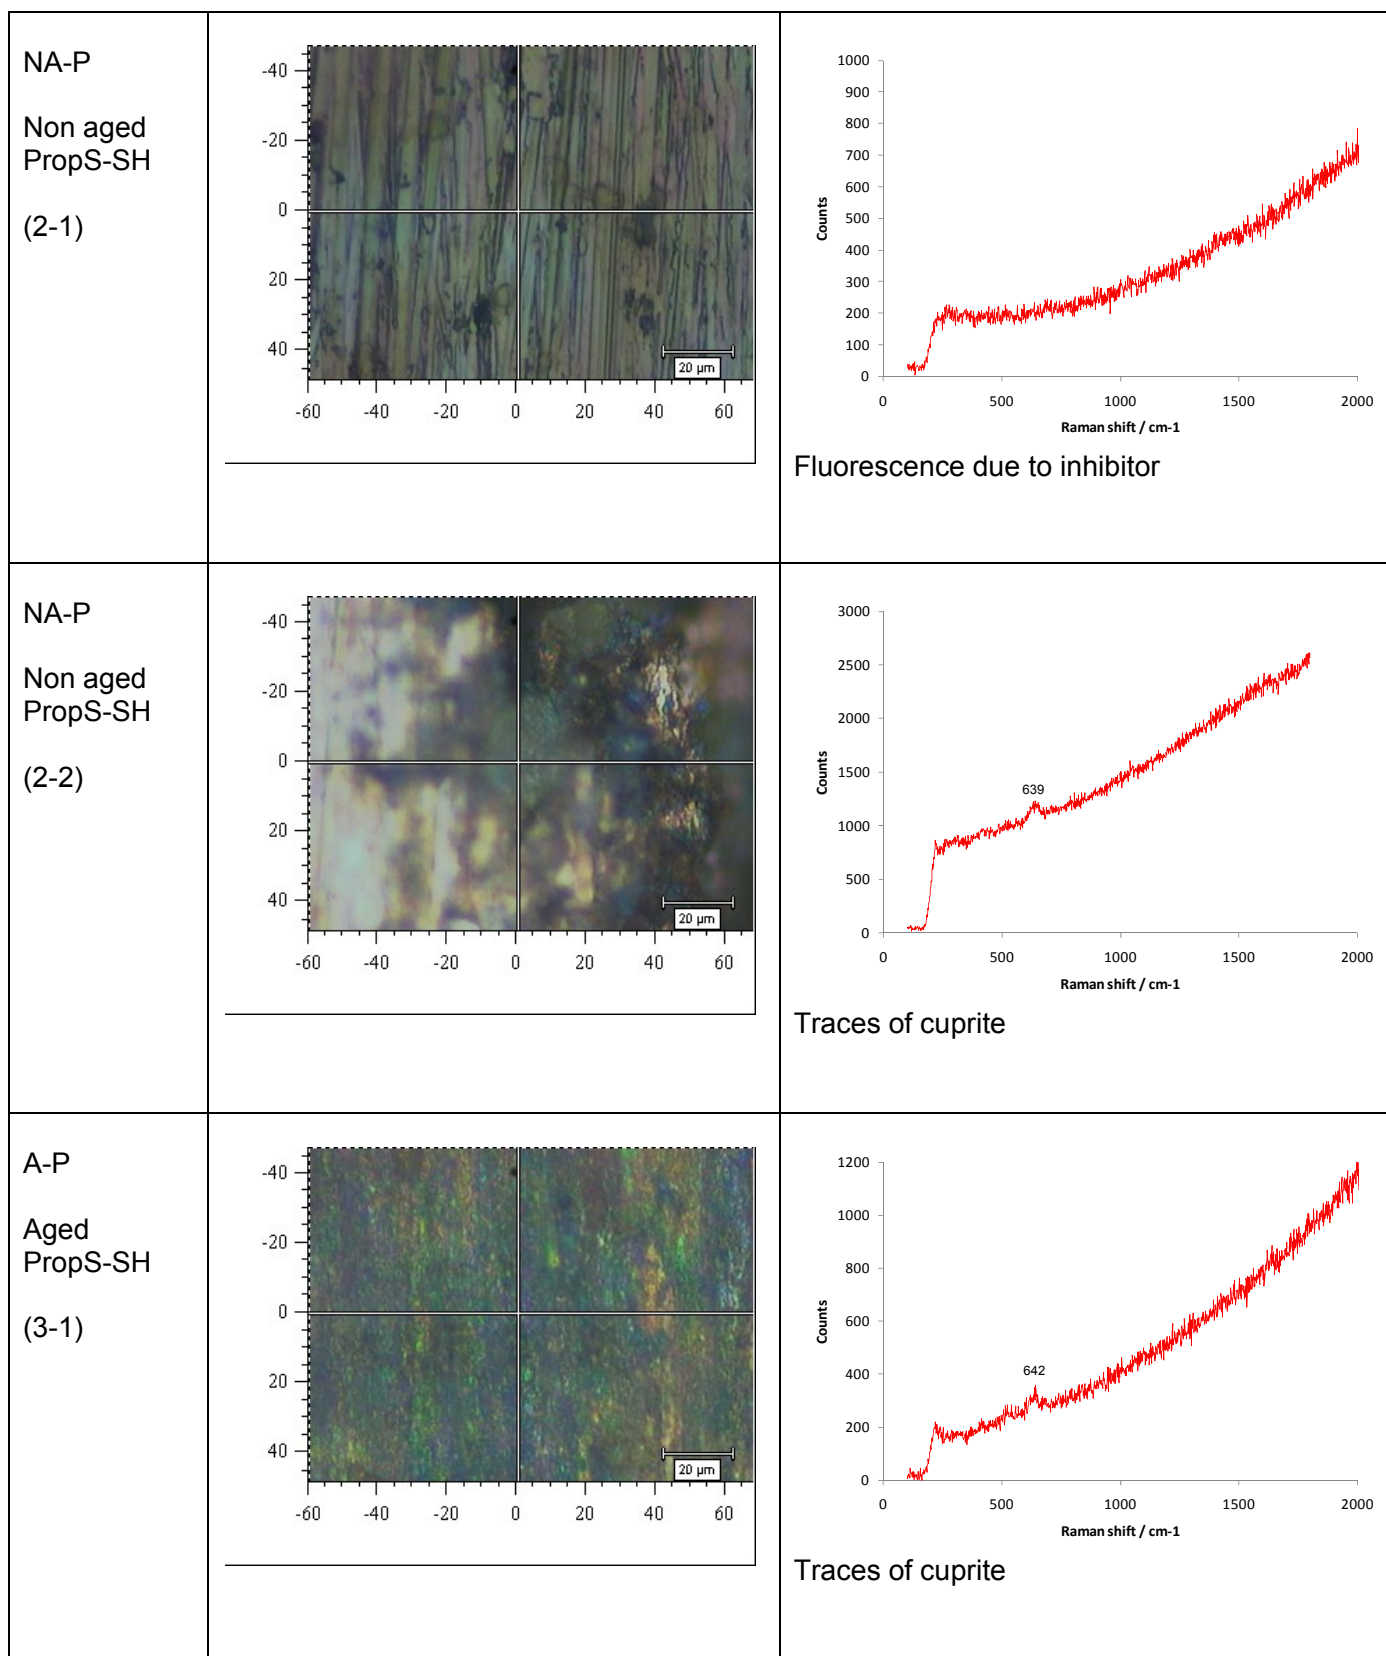 NA-P
Non aged
PropS-SH
(2-1)
-40
-20
0
20
40
20 µm
-60 -40 -20 0 20 40 60
1000
900
800
700
600
500
400
300
200
100
0
Counts
0 500 1000 1500 2000
Raman shift / cm-1
Fluorescence due to inhibitor
NA-P
Non aged
PropS-SH
(2-2)
-40
-20
0
20
40
20 µm
-60 -40 -20 0 20 40 60
3000
2500
2000
1500
1000
500
0
Counts
639
0 500 1000 1500 2000
Raman shift / cm-1
Traces of cuprite
A-P
Aged
PropS-SH
(3-1)
-40
-20
0
20
40
20 µm
-60 -40 -20 0 20 40 60
1200
1000
800
600
400
200
0
Counts
642
0 500 1000 1500 2000
Raman shift / cm-1
Traces of cuprite